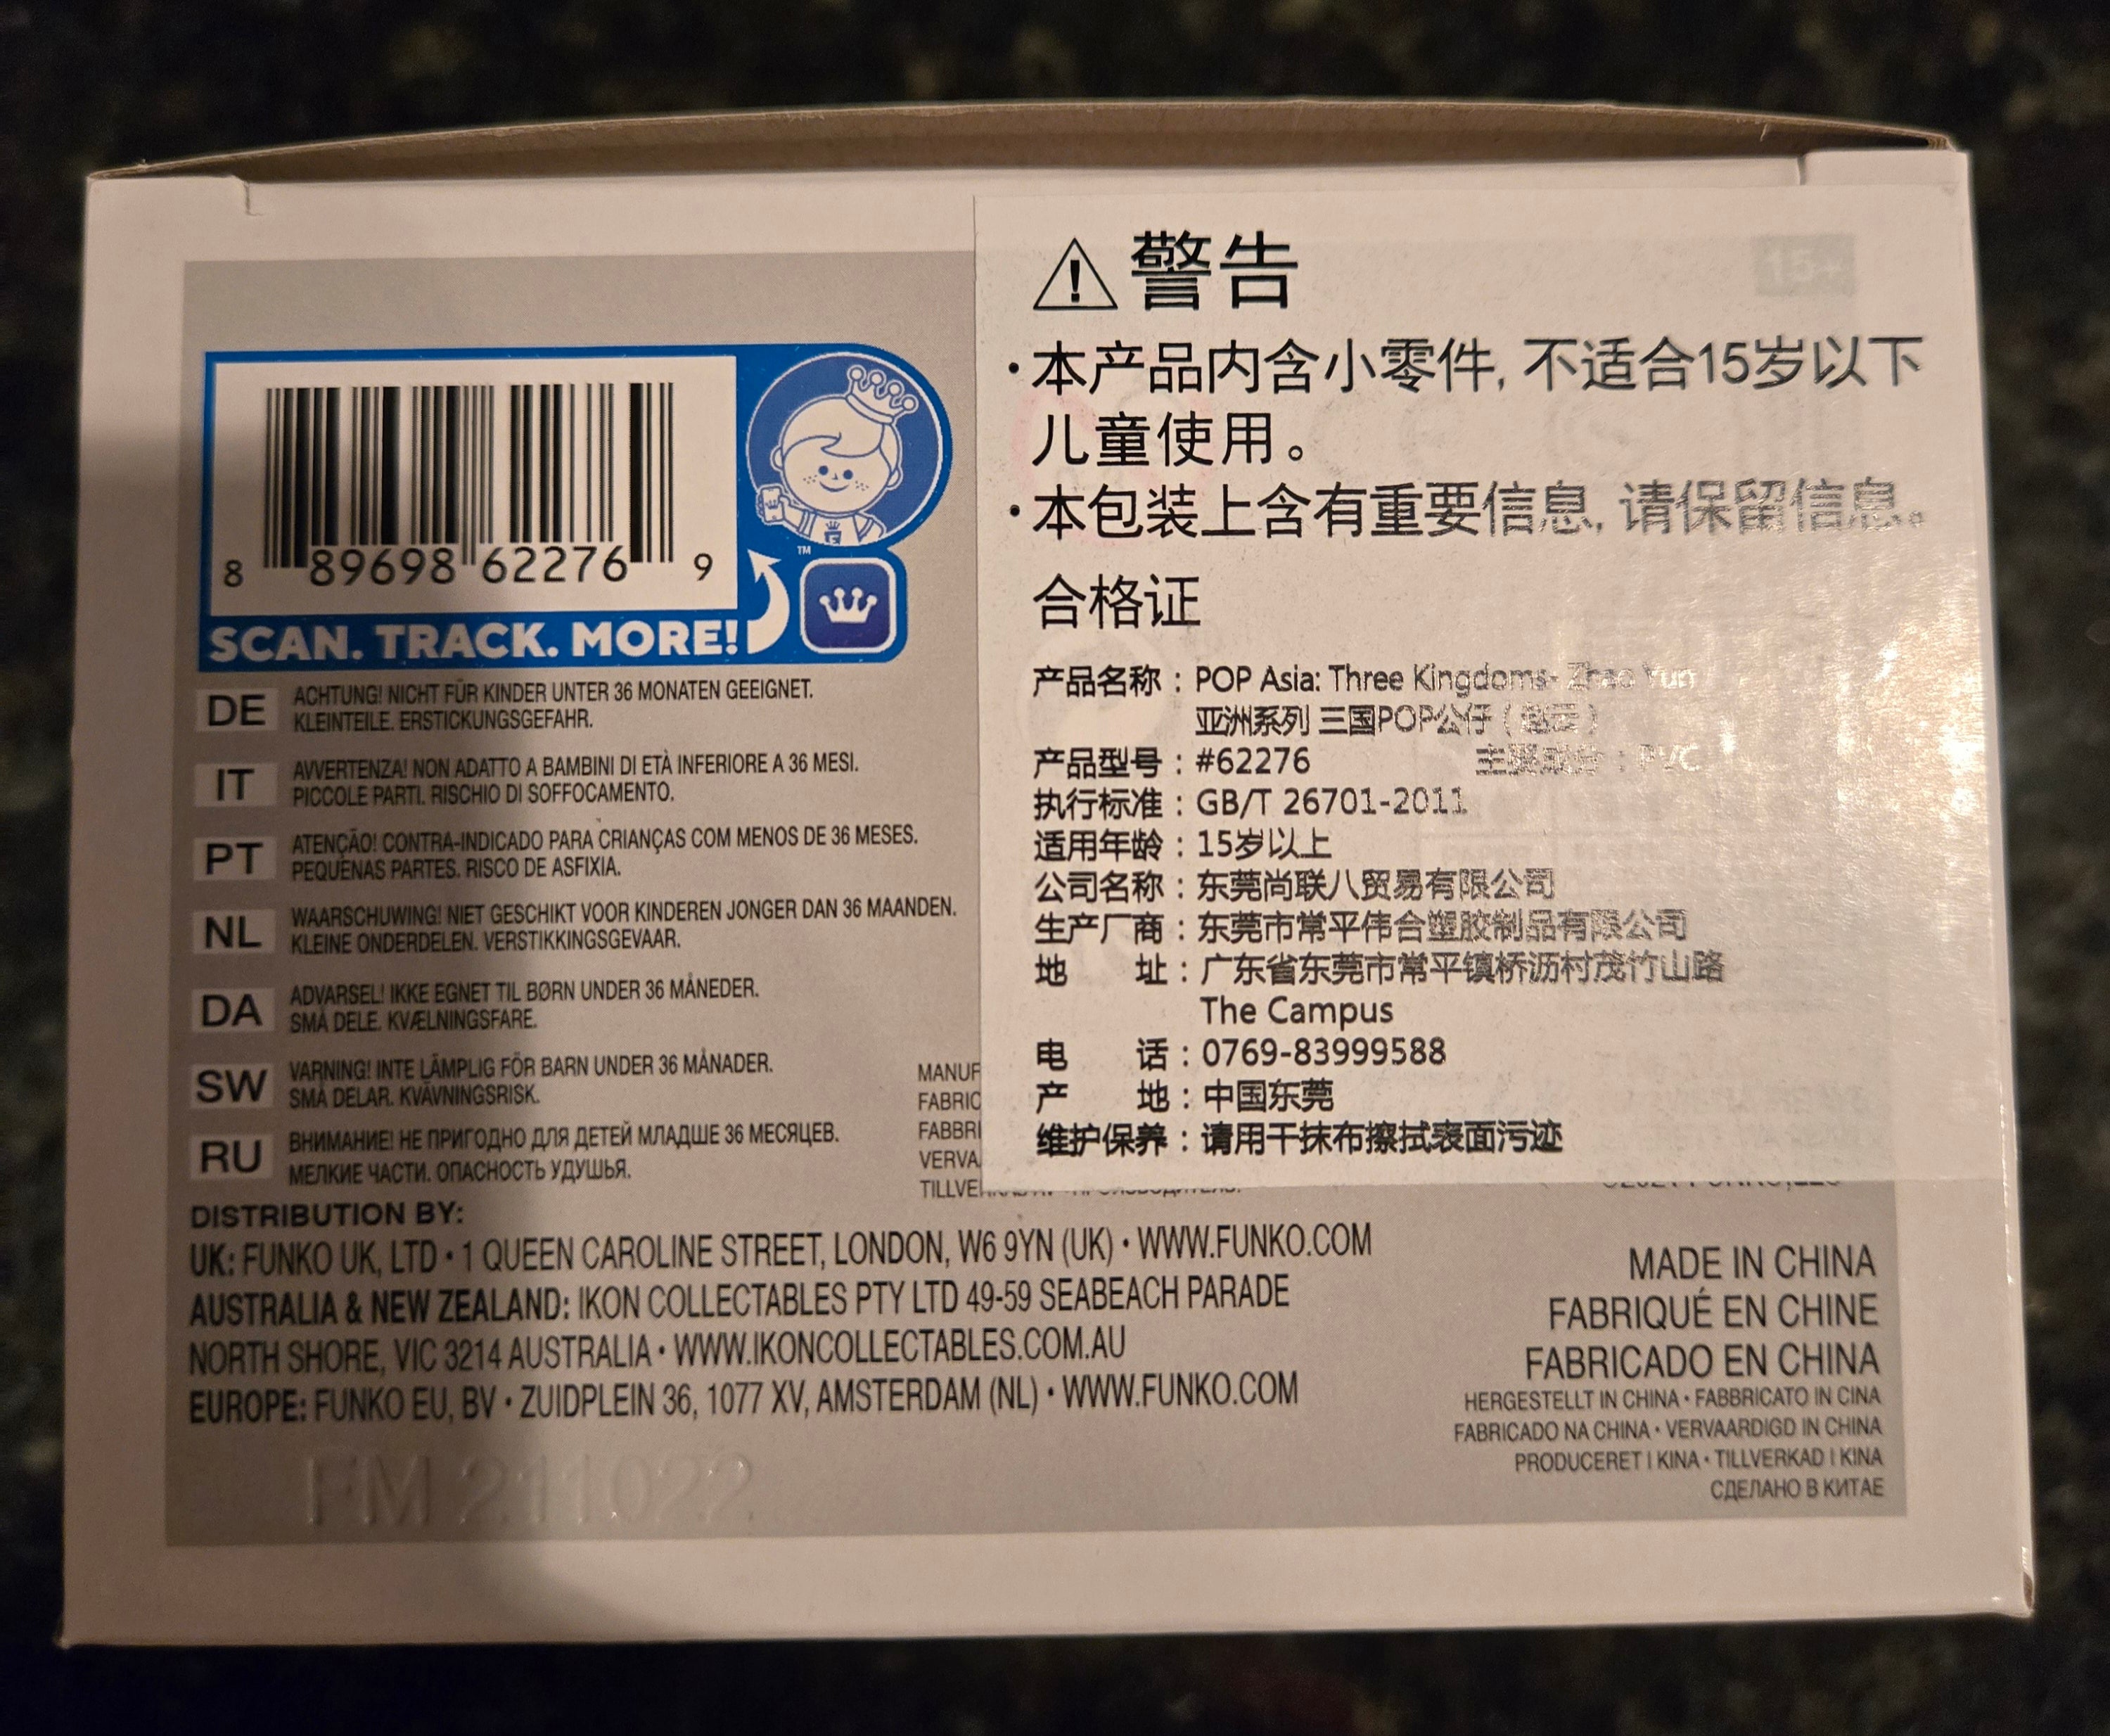 8 89698 62276 9
SCAN. TRACK. MORE!
™
DE
ACHTUNG! NICHT FÜR KINDER UNTER 36 MONATEN GEEIGNET.
KLEINTEILE. ERSTICKUNGSGEFAHR.
IT
AVVERTENZA! NON ADATTO A BAMBINI DI ETÀ INFERIORE A 36 MESI.
PICCOLE PARTI. RISCHIO DI SOFFOCAMENTO.
PT
ATENÇÃO! CONTRA-INDICADO PARA CRIANÇAS COM MENOS DE 36 MESES.
PEQUENAS PARTES. RISCO DE ASFIXIA.
NL
WAARSCHUWING! NIET GESCHIKT VOOR KINDEREN JONGER DAN 36 MAANDEN.
KLEINE ONDERDELEN. VERSTIKKINGSGEVAAR.
DA
ADVARSEL! IKKE EGNET TIL BØRN UNDER 36 MÅNEDER.
SMÅ DELE. KVÆLNINGSFARE.
SW
VARNING! INTE LÄMPLIG FÖR BARN UNDER 36 MÅNADER.
SMÅ DELAR. KVÄVNINGSRISK.
RU
ВНИМАНИЕ! НЕ ПРИГОДНО ДЛЯ ДЕТЕЙ МЛАДШЕ 36 МЕСЯЦЕВ.
МЕЛКИЕ ЧАСТИ. ОПАСНОСТЬ УДУШЬЯ.
MANUF
FABRIC
FABBRI
VERVA
TILLVE
15+
警告
·本产品内含小零件, 不适合15岁以下
儿童使用。
·本包装上含有重要信息, 请保留信息。
合格证
产品名称：POP Asia: Three Kingdoms- Zhao Yun
亚洲系列 三国POP公仔（赵云）
产品型号：#62276 主要成分：PVC
执行标准：GB/T 26701-2011
适用年龄：15岁以上
公司名称：东莞尚联八贸易有限公司
生产厂商：东莞市常平伟合塑胶制品有限公司
地 址：广东省东莞市常平镇桥沥村茂竹山路
The Campus
电 话：0769-83999588
产 地：中国东莞
维护保养：请用干抹布擦拭表面污迹
DISTRIBUTION BY:
UK: FUNKO UK, LTD • 1 QUEEN CAROLINE STREET, LONDON, W6 9YN (UK) • WWW.FUNKO.COM
AUSTRALIA & NEW ZEALAND: IKON COLLECTABLES PTY LTD 49-59 SEABEACH PARADE
NORTH SHORE, VIC 3214 AUSTRALIA • WWW.IKONCOLLECTABLES.COM.AU
EUROPE: FUNKO EU, BV • ZUIDPLEIN 36, 1077 XV, AMSTERDAM (NL) • WWW.FUNKO.COM
MADE IN CHINA
FABRIQUÉ EN CHINE
FABRICADO EN CHINA
HERGESTELLT IN CHINA • FABBRICATO IN CINA
FABRICADO NA CHINA • VERVAARDIGD IN CHINA
PRODUCERET I KINA • TILLVERKAD I KINA
СДЕЛАНО В КИТАЕ
FM 211022